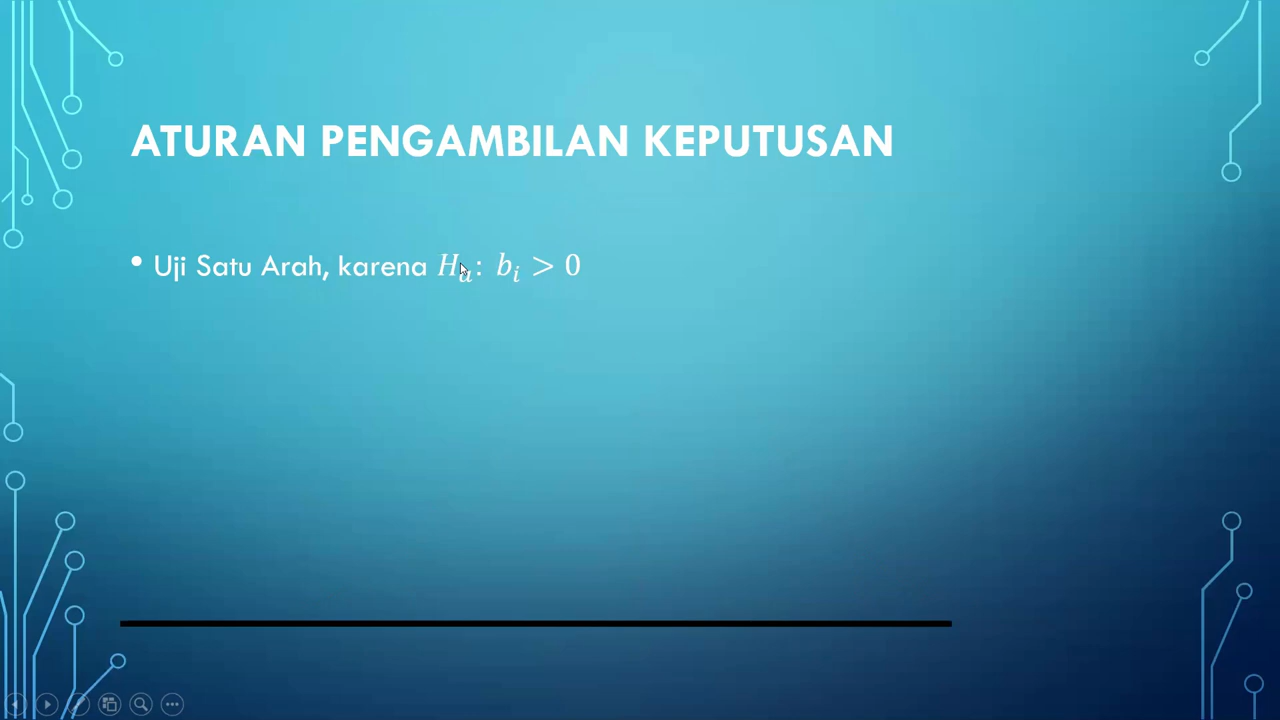 ATURAN PENGAMBILAN KEPUTUSAN
• Uji Satu Arah, karena Hₐ: bᵢ > 0